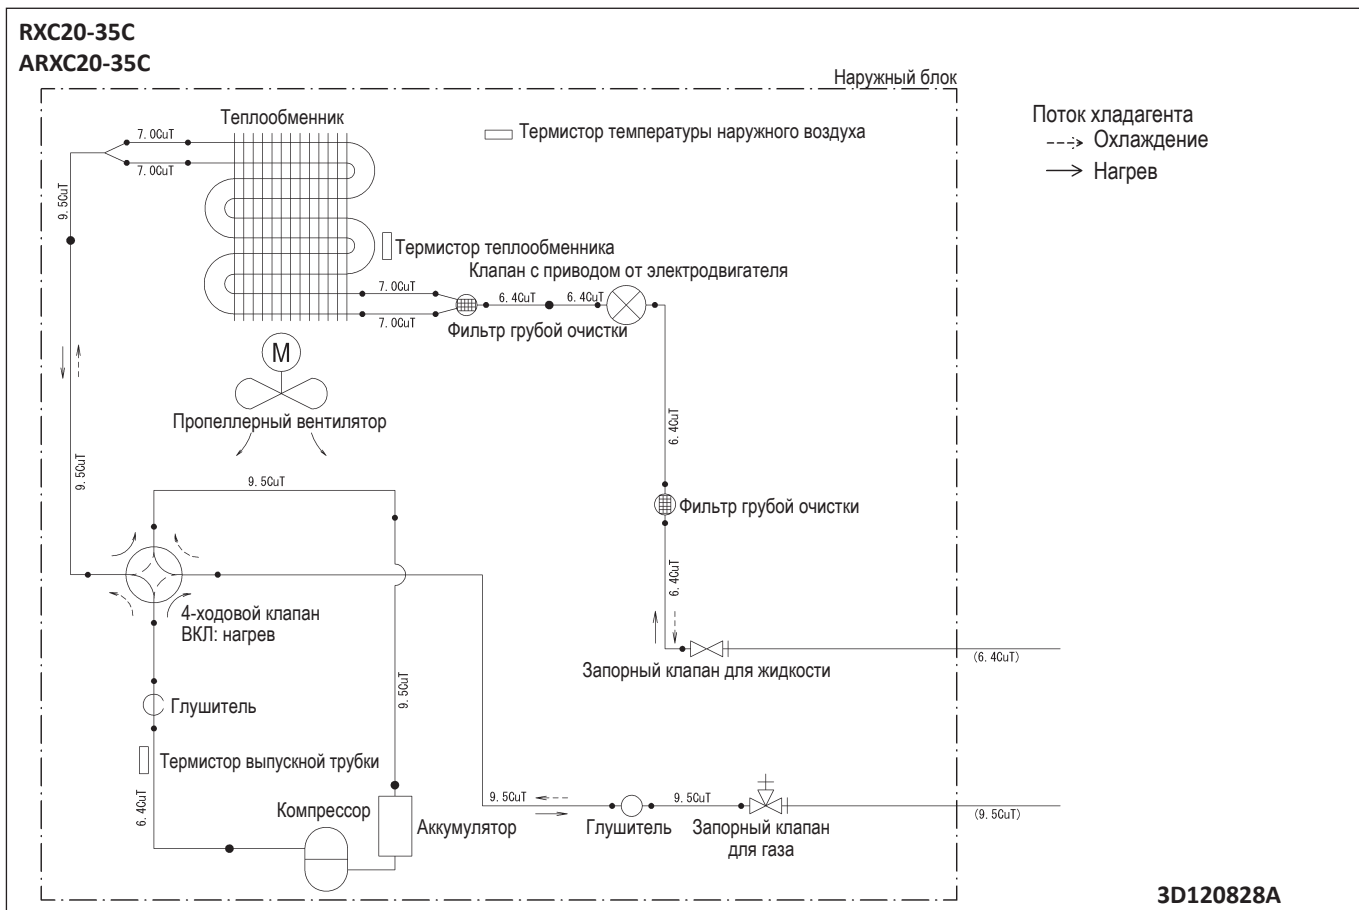 RXC20-35C
ARXC20-35C
Наружный блок
Теплообменник
Термистор температуры наружного воздуха
Поток хладагента
Охлаждение
Нагрев
7.0CuT
7.0CuT
9.5CuT
Термистор теплообменника
Клапан с приводом от электродвигателя
7.0CuT
6.4CuT
6.4CuT
7.0CuT
Фильтр грубой очистки
M
Пропеллерный вентилятор
6.4CuT
9.5CuT
9.5CuT
Фильтр грубой очистки
6.4CuT
4-ходовой клапан
ВКЛ: нагрев
Запорный клапан для жидкости
(6.4CuT)
9.5CuT
Глушитель
Термистор выпускной трубки
6.4CuT
Компрессор
Аккумулятор
9.5CuT
9.5CuT
Глушитель
Запорный клапан
для газа
(9.5CuT)
3D120828A